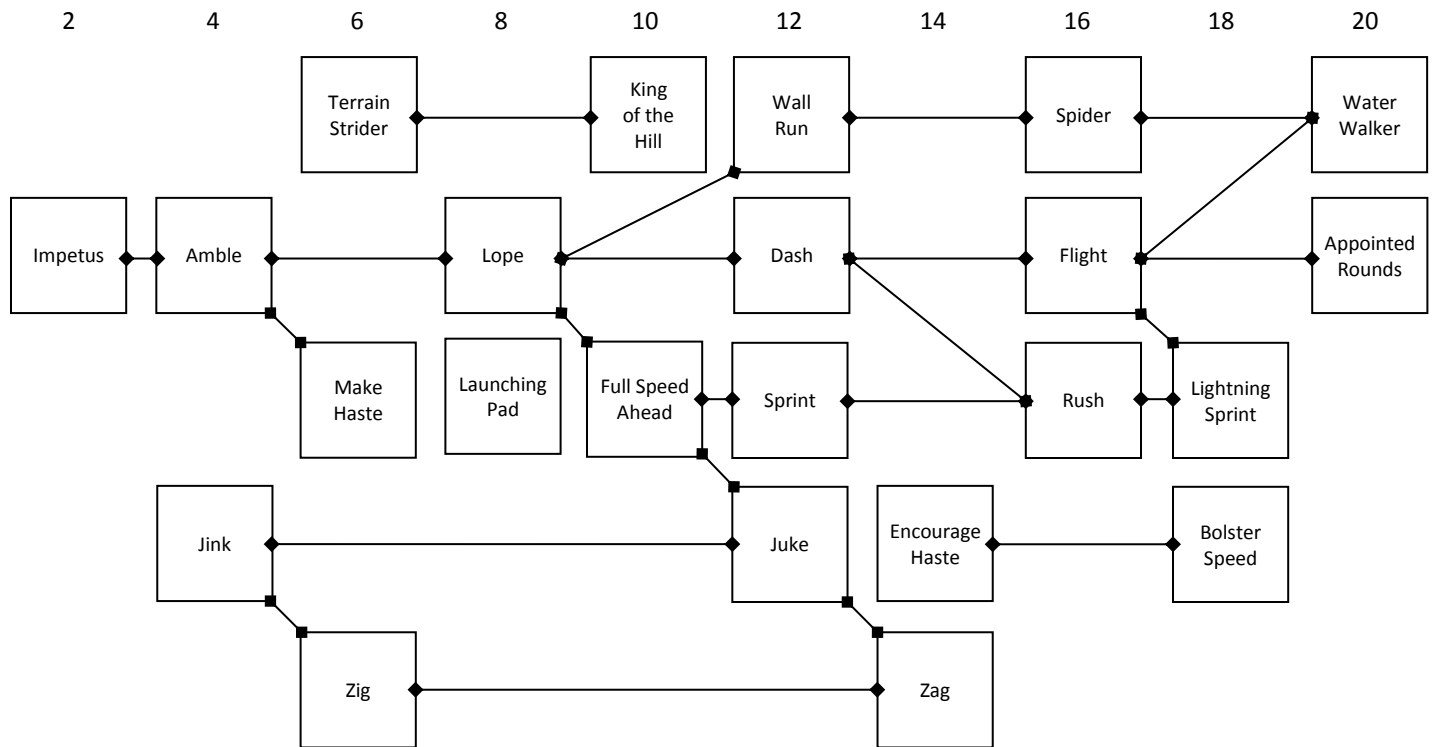 2 4 6 8 10 12 14 16 18 20
Terrain
Strider
King
of the
Hill
Wall
Run
Spider
Water
Walker
Impetus
Amble
Lope
Dash
Flight
Appointed
Rounds
Make
Haste
Launching
Pad
Full Speed
Ahead
Sprint
Rush
Lightning
Sprint
Jink
Juke
Encourage
Haste
Bolster
Speed
Zig
Zag